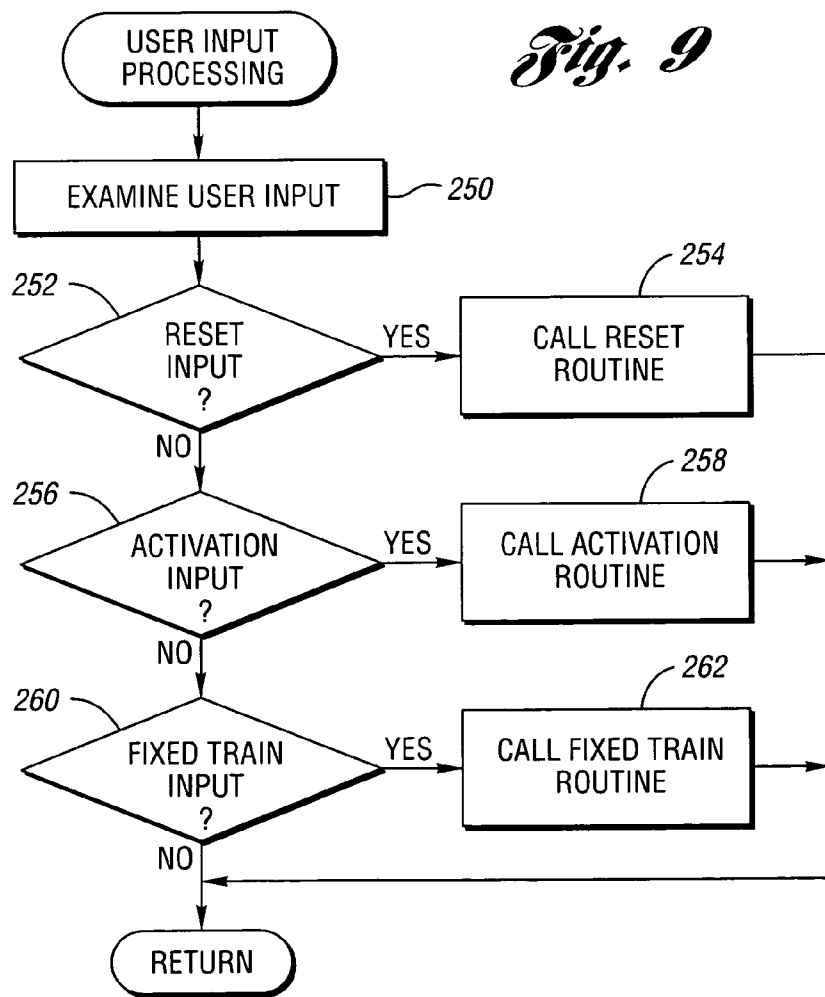 USER INPUT
PROCESSING
Fig. 9
EXAMINE USER INPUT
250
252
RESET
INPUT
?
YES
254
CALL RESET
ROUTINE
NO
256
ACTIVATION
INPUT
?
YES
258
CALL ACTIVATION
ROUTINE
NO
260
FIXED TRAIN
INPUT
?
YES
262
CALL FIXED TRAIN
ROUTINE
NO
RETURN